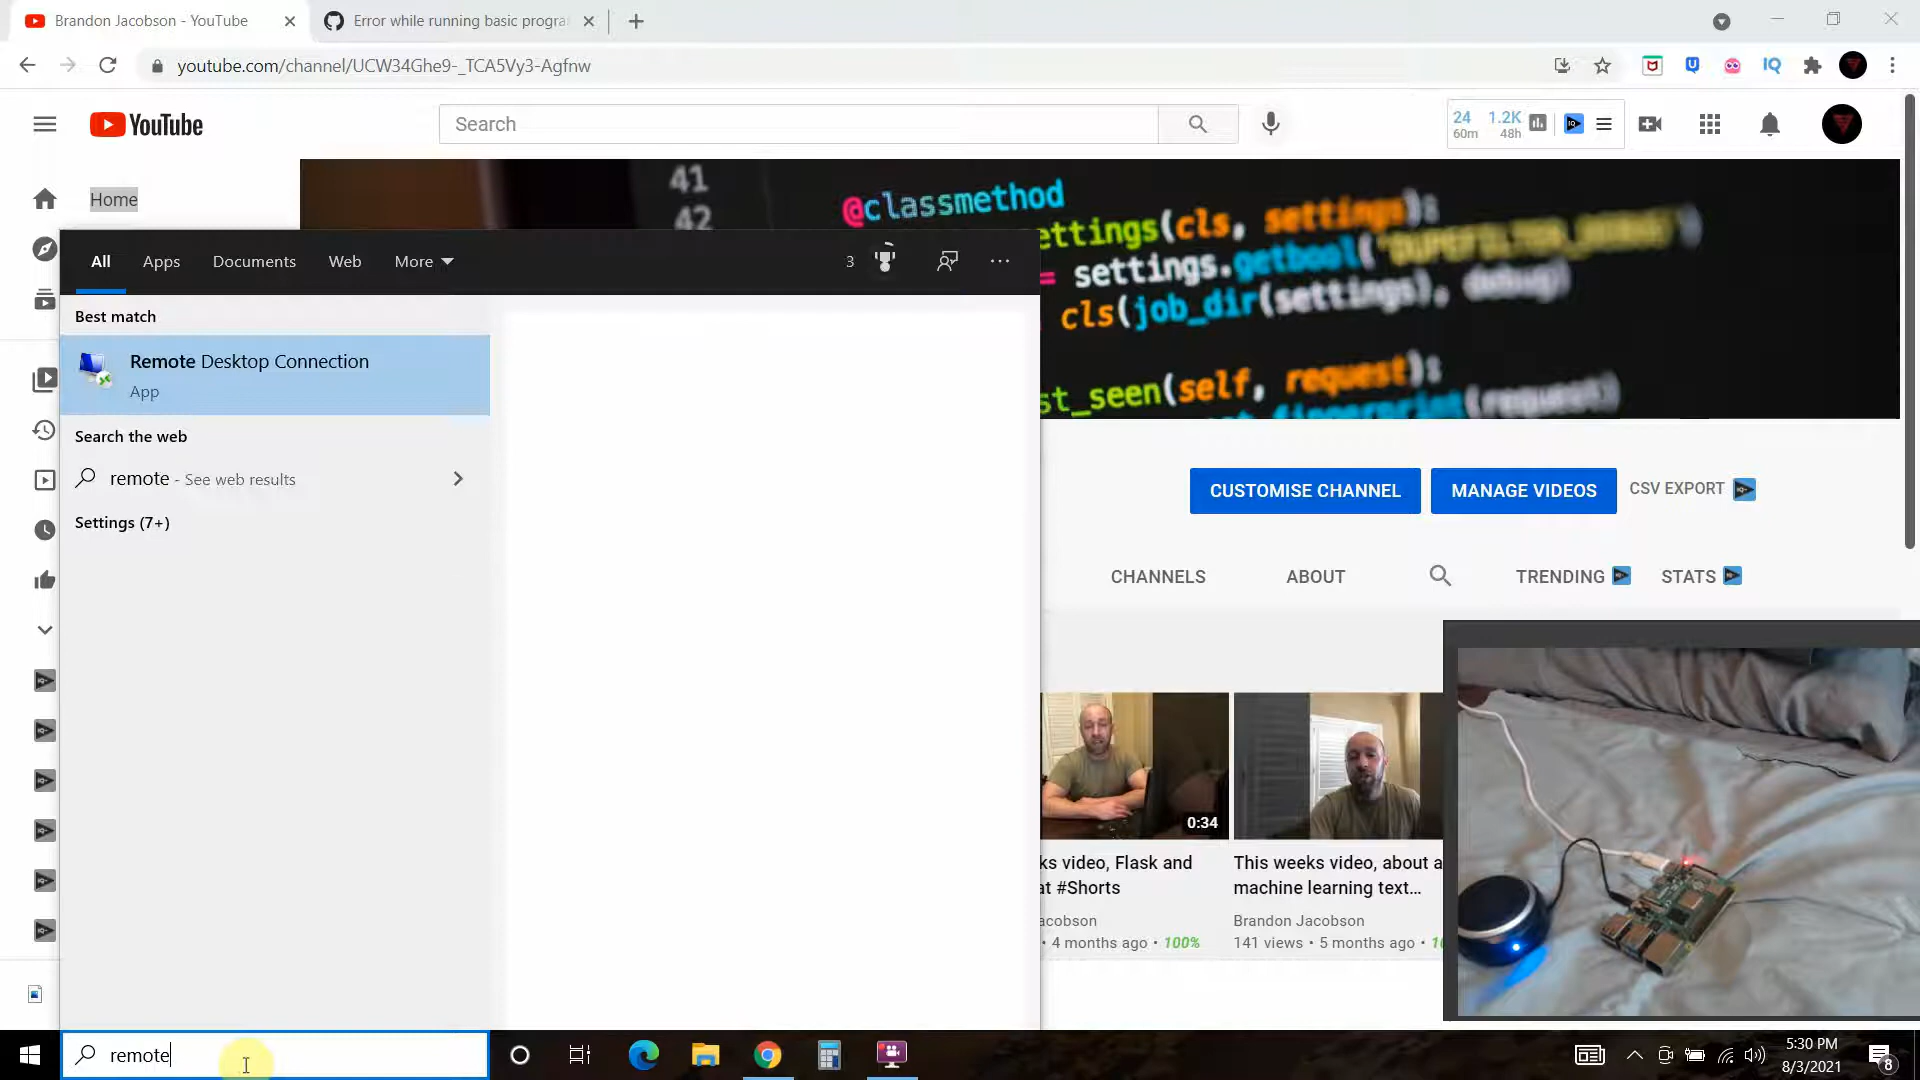 Brandon Jacobson - YouTube
Error while running basic progra
youtube.com/channel/UCW34Ghe9-_TCA5Vy3-Agfnw
YouTube
Search
24
60m
1.2K
48h
Home
41
42
@classmethod
ettings(cls, settings):
= settings.getbool(
cls(job_dir(settings), debug)
st_seen(self, request):
All
Apps
Documents
Web
More
3
Best match
Remote Desktop Connection
App
Search the web
remote - See web results
Settings (7+)
CUSTOMISE CHANNEL
MANAGE VIDEOS
CSV EXPORT
CHANNELS
ABOUT
TRENDING
STATS
0:34
ks video, Flask and
at #Shorts
acobson
• 4 months ago • 100%
This weeks video, about a
machine learning text...
Brandon Jacobson
141 views • 5 months ago •
remote
5:30 PM
8/3/2021
8